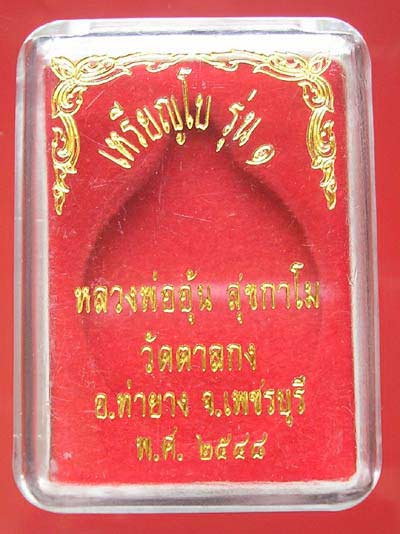 เหรียญโบ รุ่น ๑
หลวงพ่ออุ้น สุขกาโม
วัดตาลกง
อ.ท่ายาง จ.เพชรบุรี
พ.ศ. ๒๕๔๘